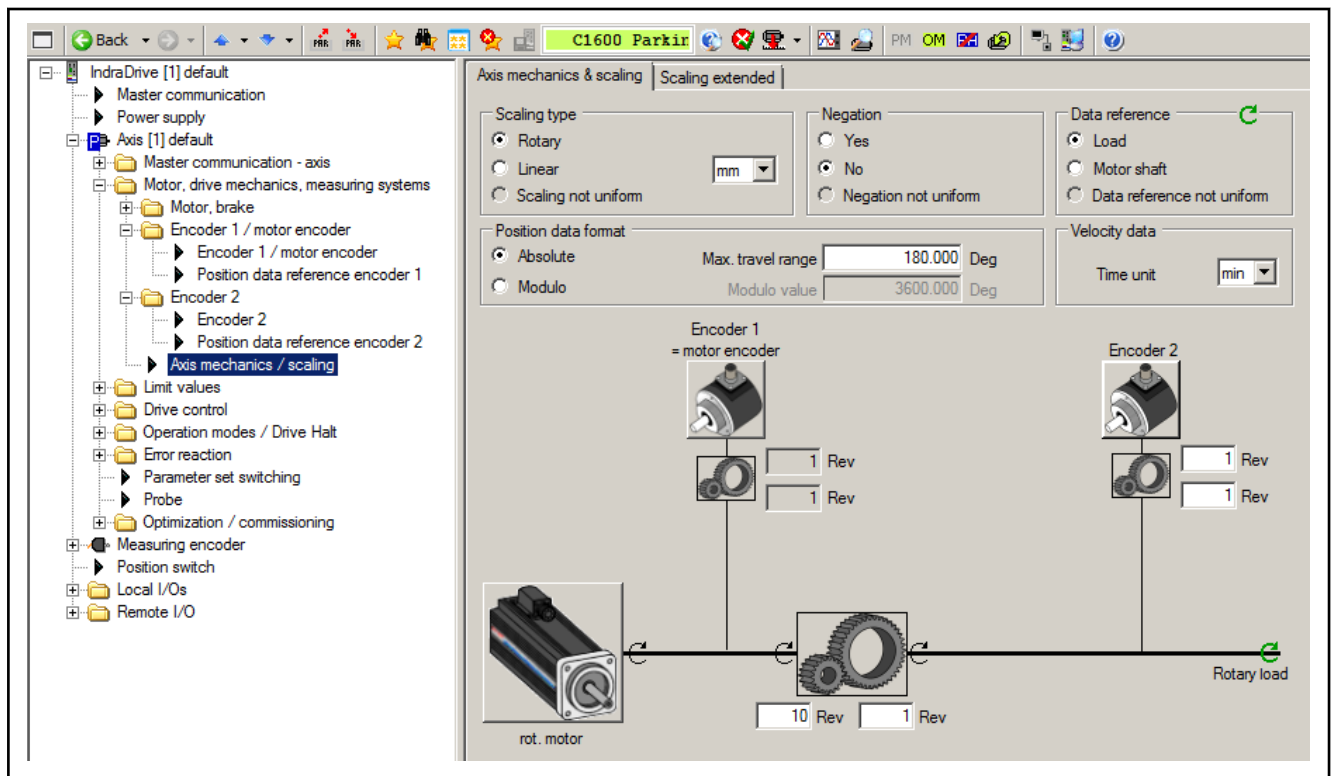 Back
PAR
PAR
C1600 Parkir
PM
OM
IndraDrive [1] default
Master communication
Power supply
P
Axis [1] default
Master communication - axis
Motor, drive mechanics, measuring systems
Motor, brake
Encoder 1 / motor encoder
Encoder 1 / motor encoder
Position data reference encoder 1
Encoder 2
Encoder 2
Position data reference encoder 2
Axis mechanics / scaling
Limit values
Drive control
Operation modes / Drive Halt
Error reaction
Parameter set switching
Probe
Optimization / commissioning
Measuring encoder
Position switch
Local I/Os
Remote I/O
Axis mechanics & scaling
Scaling extended
Scaling type
Rotary
Linear
mm
Scaling not uniform
Negation
Yes
No
Negation not uniform
Data reference
Load
Motor shaft
Data reference not uniform
Position data format
Absolute
Max. travel range 180.000 Deg
Modulo
Modulo value 3600.000 Deg
Velocity data
Time unit min
Encoder 1
= motor encoder
1 Rev
1 Rev
Encoder 2
1 Rev
1 Rev
Rotary load
10 Rev 1 Rev
rot. motor